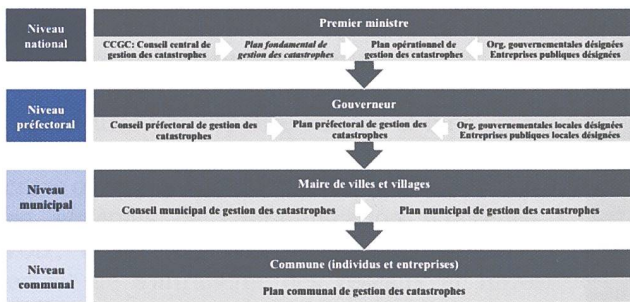 Niveau
national
Premier ministre
CCGC: Conseil central de
gestion des catastrophes
Plan fondamental de
gestion des catastrophes
Plan opérationnel de
gestion des catastrophes
Org. gouvernementales désignées
Entreprises publiques désignées
Niveau
préfectoral
Gouverneur
Conseil préfectoral de gestion des
catastrophes
Plan préfectoral de gestion des
catastrophes
Org. gouvernementales locales désignées
Entreprises publiques locales désignées
Niveau
municipal
Maire de villes et villages
Conseil municipal de gestion des catastrophes
Plan municipal de gestion des catastrophes
Niveau
communal
Commune (individus et entreprises)
Plan communal de gestion des catastrophes